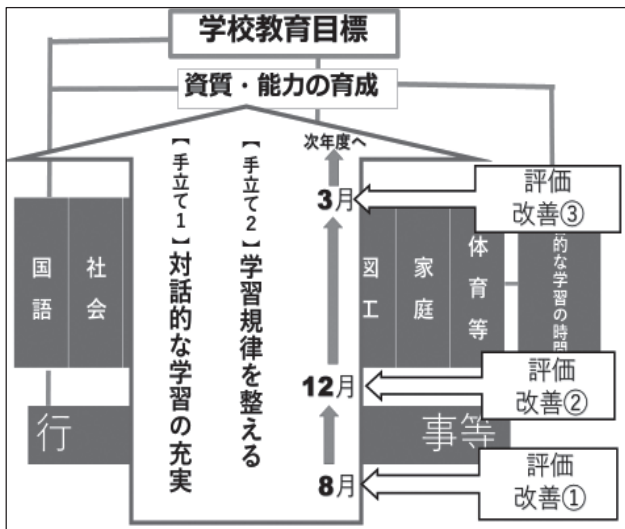 学校教育目標
資質・能力の育成
次年度へ
【手立て1】対話的な学習の充実
【手立て2】学習規律を整える
3月
12月
8月
評価
改善③
評価
改善②
評価
改善①
国語
社会
図工
家庭
体育等
的な学習の時間
行
事等